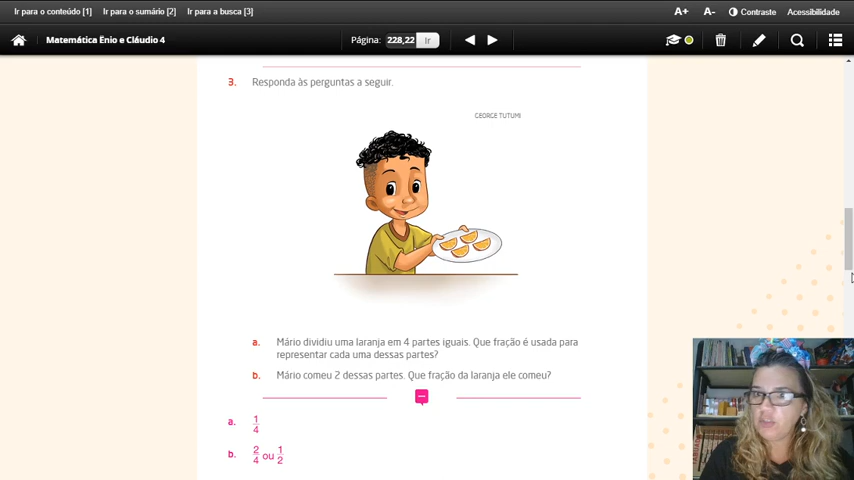 Ir para o conteúdo [1] Ir para o sumário [2] Ir para a busca [3] A+ A- Contraste Acessibilidade
Matemática Enio e Cláudio 4 Página: 228,22 Ir
3. Responda às perguntas a seguir.
GEORGE TUTUMI
a. Mário dividiu uma laranja em 4 partes iguais. Que fração é usada para
representar cada uma dessas partes?
b. Mário comeu 2 dessas partes. Que fração da laranja ele comeu?
a. 1/4
b. 2/4 ou 1/2